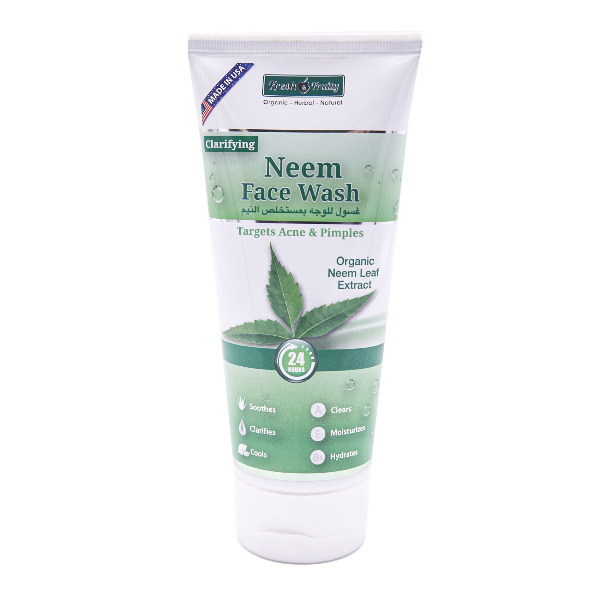 MADE IN USA
Fresh & Fruity
Organic - Herbal - Natural
Clarifying
Neem
Face Wash
غسول للوجه بمستخلص النيم
Targets Acne & Pimples
Organic
Neem Leaf
Extract
24
HOURS
Soothes
A Clears
Clarifies
E Moisturizes
Cools
Hydrates